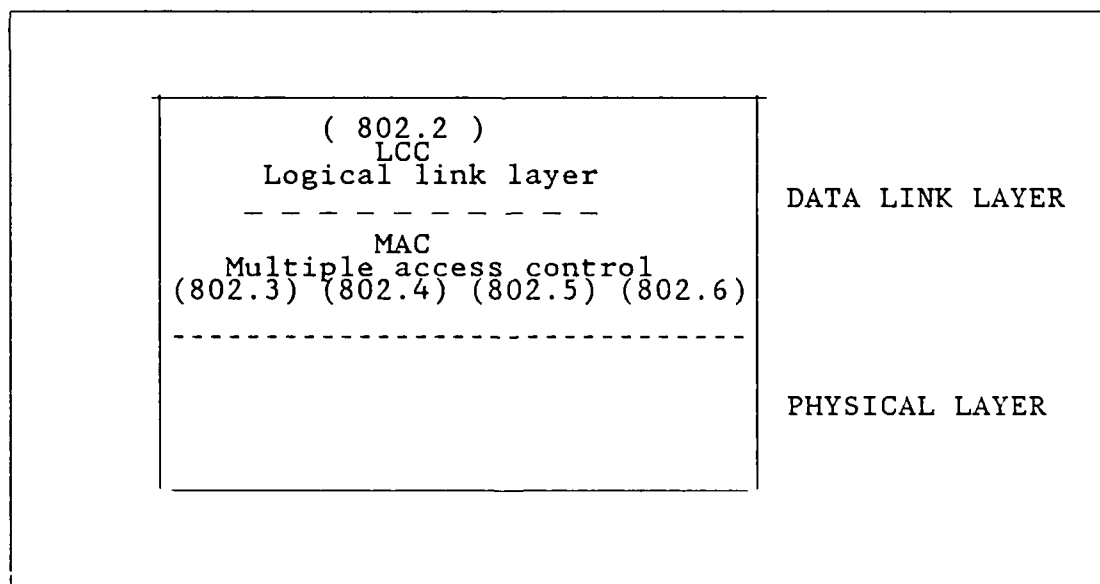 ( 802.2 )
LCC
Logical link layer
DATA LINK LAYER
MAC
Multiple access control
(802.3) (802.4) (802.5) (802.6)
PHYSICAL LAYER